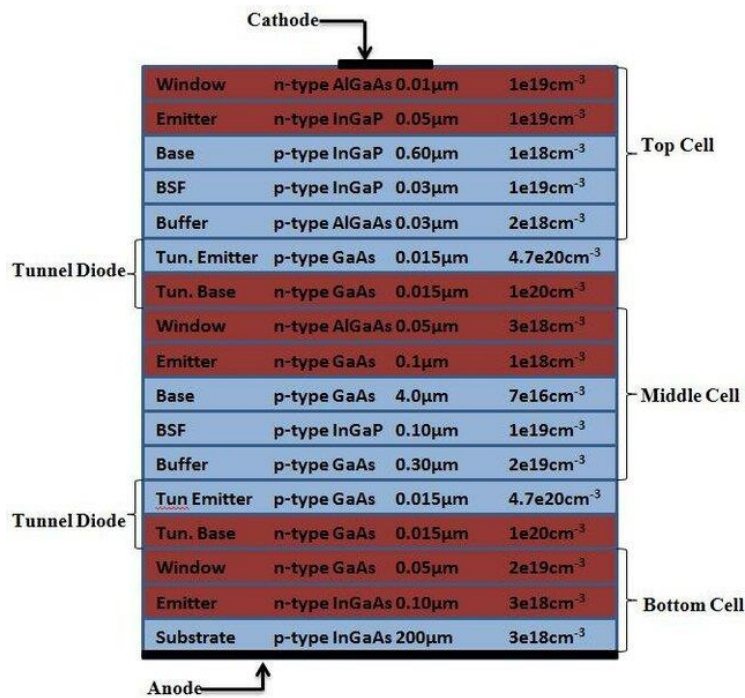 Cathode
Window n-type AlGaAs 0.01µm 1e19cm⁻³
Emitter n-type InGaP 0.05µm 1e19cm⁻³
Base p-type InGaP 0.60µm 1e18cm⁻³
Top Cell
BSF p-type InGaP 0.03µm 1e19cm⁻³
Buffer p-type AlGaAs 0.03µm 2e18cm⁻³
Tun. Emitter p-type GaAs 0.015µm 4.7e20cm⁻³
Tunnel Diode
Tun. Base n-type GaAs 0.015µm 1e20cm⁻³
Window n-type AlGaAs 0.05µm 3e18cm⁻³
Emitter n-type GaAs 0.1µm 1e18cm⁻³
Base p-type GaAs 4.0µm 7e16cm⁻³
Middle Cell
BSF p-type InGaP 0.10µm 1e19cm⁻³
Buffer p-type GaAs 0.30µm 2e19cm⁻³
Tun Emitter p-type GaAs 0.015µm 4.7e20cm⁻³
Tunnel Diode
Tun. Base n-type GaAs 0.015µm 1e20cm⁻³
Window n-type GaAs 0.05µm 2e19cm⁻³
Emitter n-type InGaAs 0.10µm 3e18cm⁻³
Bottom Cell
Substrate p-type InGaAs 200µm 3e18cm⁻³
Anode